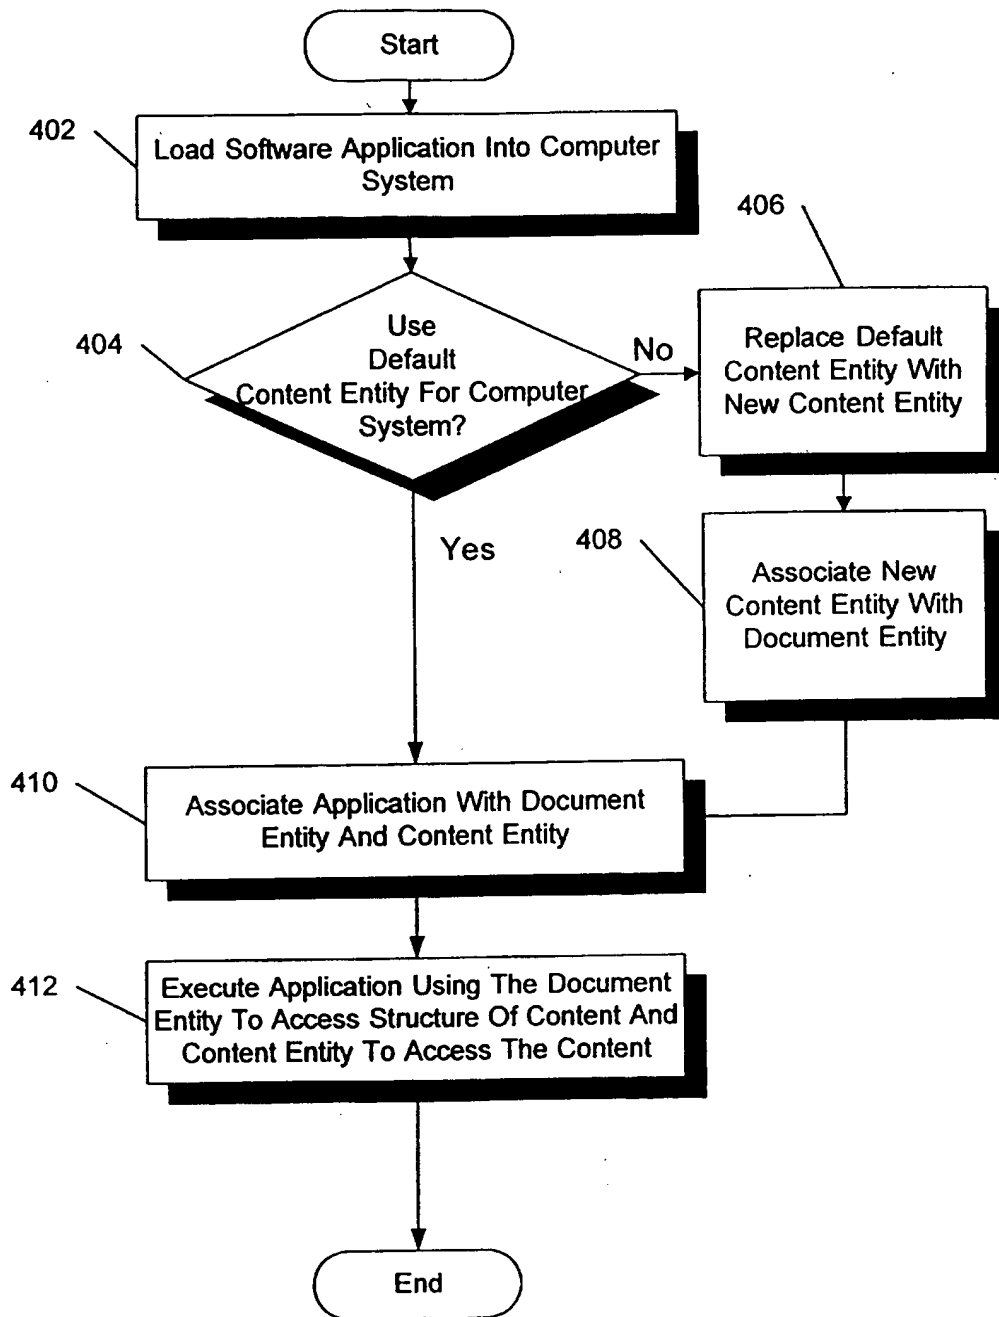 Start
402
Load Software Application Into Computer
System
406
404
Use
Default
Content Entity For Computer
System?
No
Replace Default
Content Entity With
New Content Entity
Yes
408
Associate New
Content Entity With
Document Entity
410
Associate Application With Document
Entity And Content Entity
412
Execute Application Using The Document
Entity To Access Structure Of Content And
Content Entity To Access The Content
End